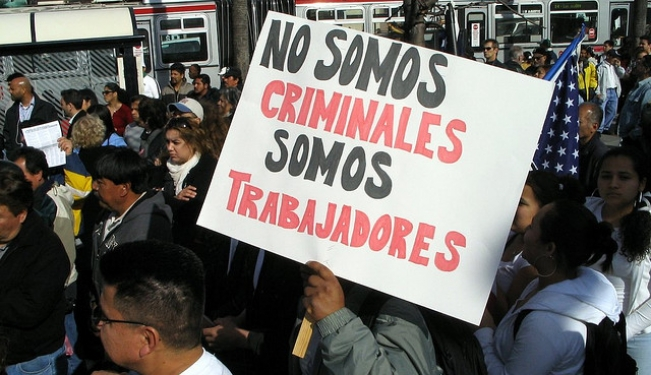 NO SOMOS
CRIMINALES
SOMOS
TRABAJADORES